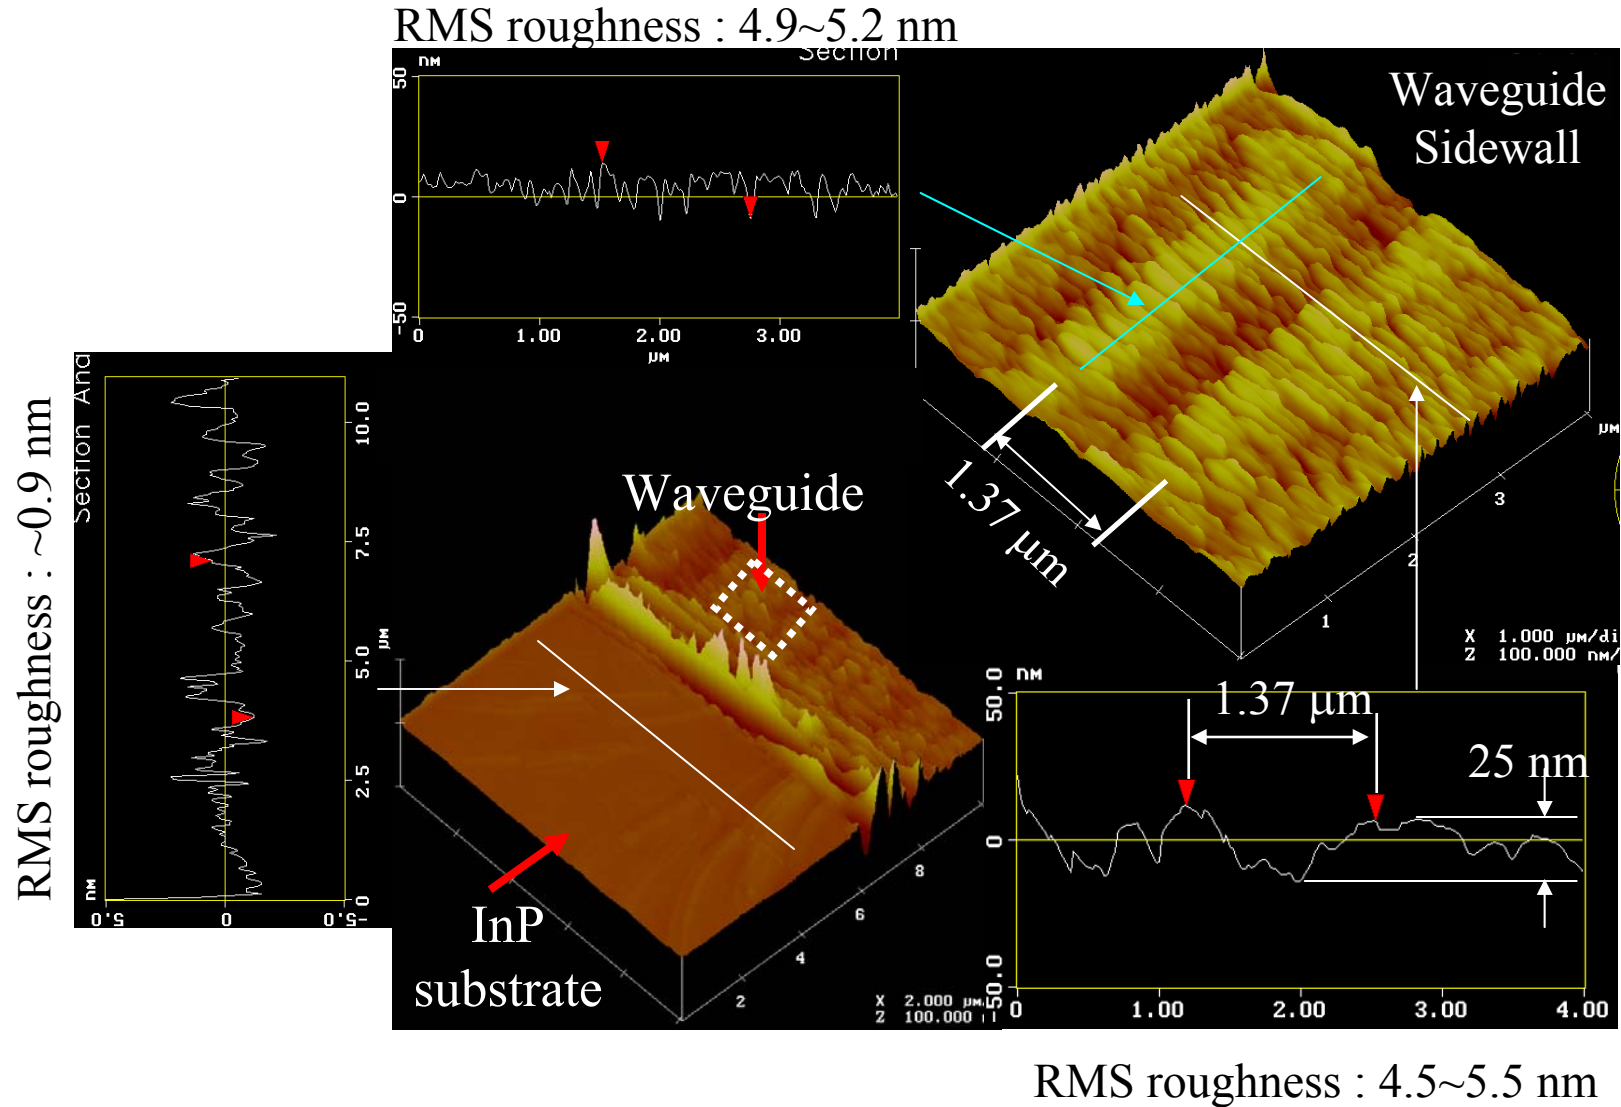 RMS roughness : 4.9~5.2 nm
Section
nM
50
0
-50
0
1.00
2.00
3.00
µM
Waveguide
Sidewall
1.37 µm
1
2
3
µM
X 1.000 µM/di
Z 100.000 nM/
RMS roughness : ~0.9 nm
Section Ana
nM
5.0
0
-5.0
0
2.5
5.0
7.5
10.0
µM
Waveguide
InP
substrate
2
4
6
8
X 2.000 µM
Z 100.000
nM
50.0
0
50.0
1.37 µm
25 nm
0
1.00
2.00
3.00
4.00
RMS roughness : 4.5~5.5 nm